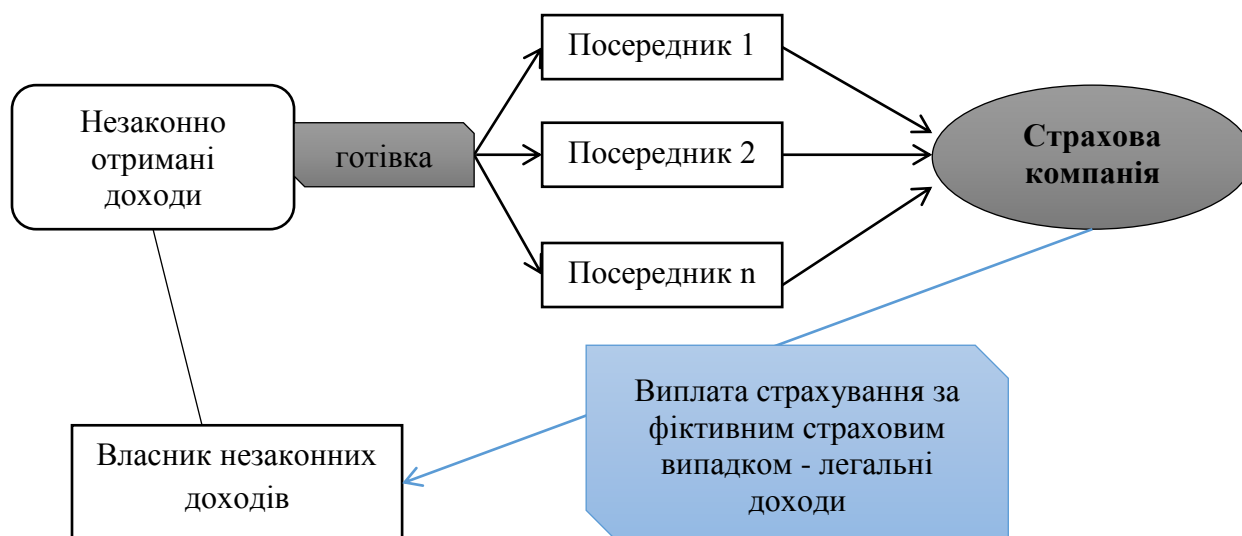 Незаконно
отримані
доходи
готівка
Посередник 1
Посередник 2
Посередник n
Страхова
компанія
Власник незаконних
доходів
Виплата страхування за
фіктивним страховим
випадком - легальні
доходи